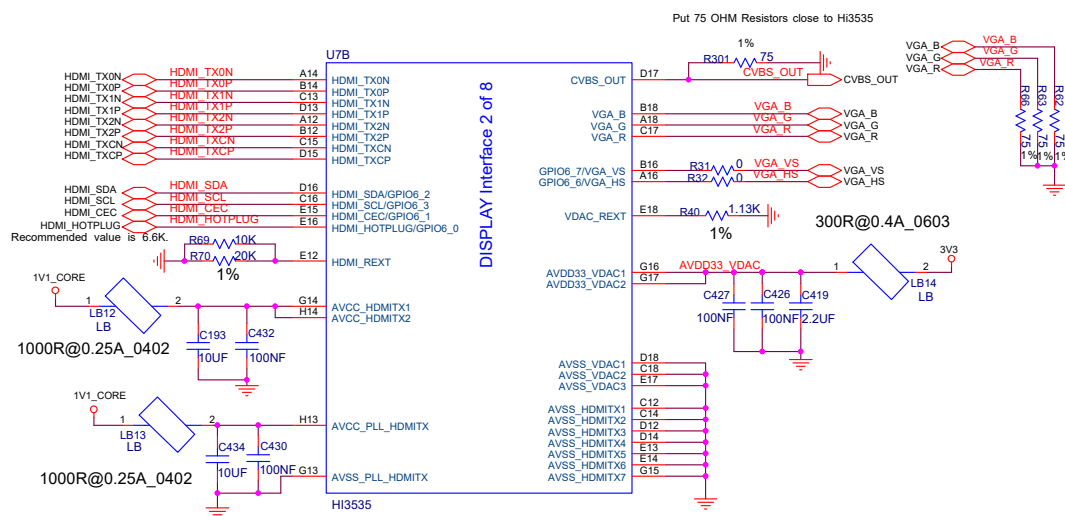 Put 75 OHM Resistors close to Hi3535
U7B
DISPLAY Interface 2 of 8
HDMI_TX0N HDMI_TX0N A14 HDMI_TX0N
HDMI_TX0P HDMI_TX0P B14 HDMI_TX0P
HDMI_TX1N HDMI_TX1N C13 HDMI_TX1N
HDMI_TX1P HDMI_TX1P D13 HDMI_TX1P
HDMI_TX2N HDMI_TX2N A12 HDMI_TX2N
HDMI_TX2P HDMI_TX2P B12 HDMI_TX2P
HDMI_TXCN HDMI_TXCN C15 HDMI_TXCN
HDMI_TXCP HDMI_TXCP D15 HDMI_TXCP
HDMI_SDA HDMI_SDA D16 HDMI_SDA/GPIO6_2
HDMI_SCL HDMI_SCL C16 HDMI_SCL/GPIO6_3
HDMI_CEC HDMI_CEC E15 HDMI_CEC/GPIO6_1
HDMI_HOTPLUG HDMI_HOTPLUG E16 HDMI_HOTPLUG/GPIO6_0
Recommended value is 6.6K.
R69 10K
R70 20K E12 HDMI_REXT
1%
1V1_CORE
1 2 G14 AVCC_HDMITX1
H14 AVCC_HDMITX2
LB12
LB
C193 C432
10UF 100NF
1000R@0.25A_0402
1V1_CORE
1 2 H13 AVCC_PLL_HDMITX
LB13
LB
C434 C430
10UF 100NF
1000R@0.25A_0402
G13 AVSS_PLL_HDMITX
HI3535
1%
R301 75
CVBS_OUT D17 CVBS_OUT CVBS_OUT
VGA_B B18 VGA_B VGA_B
VGA_G A18 VGA_G VGA_G
VGA_R C17 VGA_R VGA_R
GPIO6_7/VGA_VS B16 R31 0 VGA_VS VGA_VS
GPIO6_6/VGA_HS A16 R32 0 VGA_HS VGA_HS
VDAC_REXT E18 R40 1.13K
1%
VGA_B VGA_B
VGA_G VGA_G
VGA_R VGA_R
R66 R63 R62
75 75 75
1% 1% 1%
300R@0.4A_0603
3V3
AVDD33_VDAC1 G16 AVDD33_VDAC 1 2
AVDD33_VDAC2 G17
LB14
LB
C427 C426 C419
100NF 100NF 2.2UF
AVSS_VDAC1 D18
AVSS_VDAC2 C18
AVSS_VDAC3 E17
AVSS_HDMITX1 C12
AVSS_HDMITX2 C14
AVSS_HDMITX3 D12
AVSS_HDMITX4 D14
AVSS_HDMITX5 E13
AVSS_HDMITX6 E14
AVSS_HDMITX7 G15